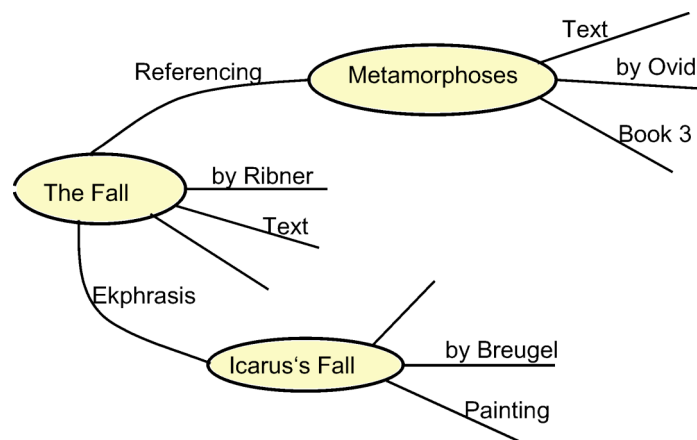 Text
Referencing
Metamorphoses
by Ovid
Book 3
The Fall
by Ribner
Text
Ekphrasis
Icarus‘s Fall
by Breugel
Painting